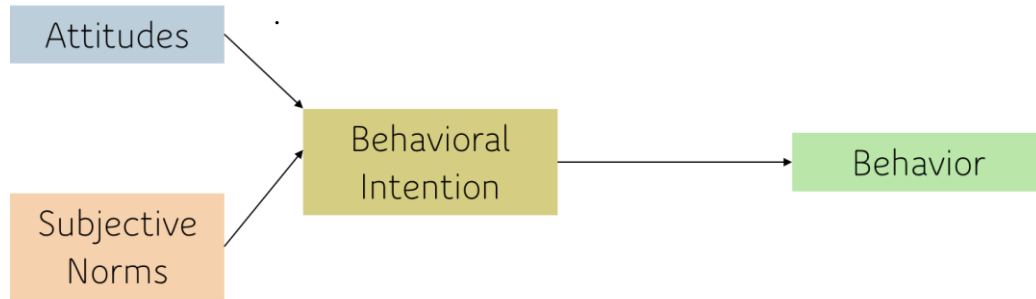 Attitudes
Behavioral
Intention
Behavior
Subjective
Norms